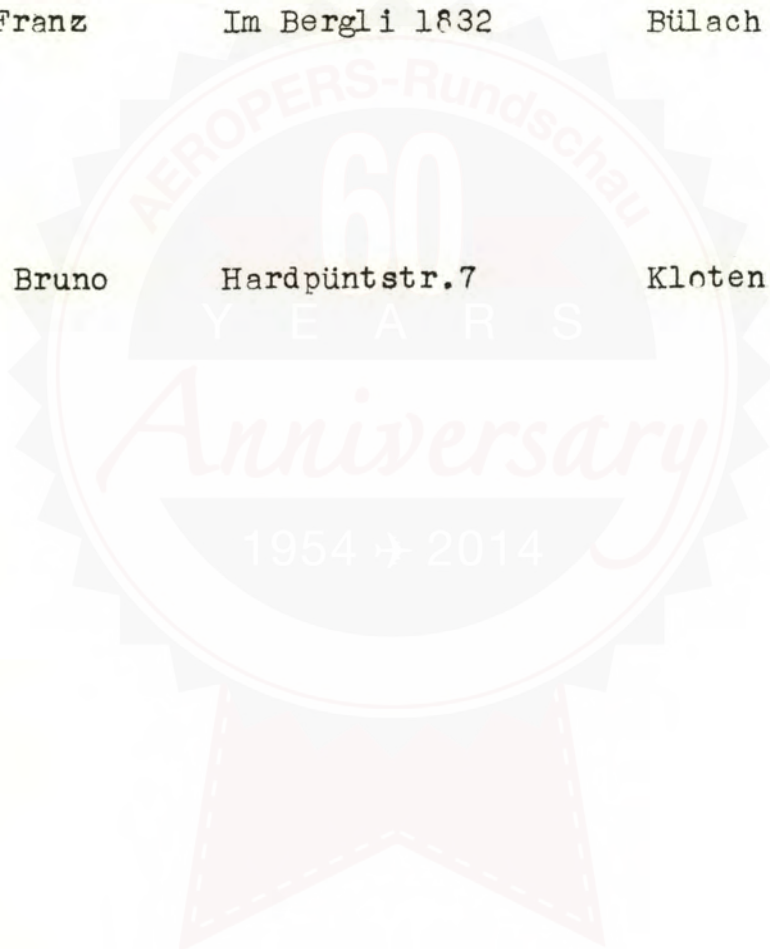 Franz Im Bergli 1832 Bülach
AEROPERS-Rundschau
60
Bruno Hardpüntstr.7 Kloten
YEARS
Anniversary
1954 2014